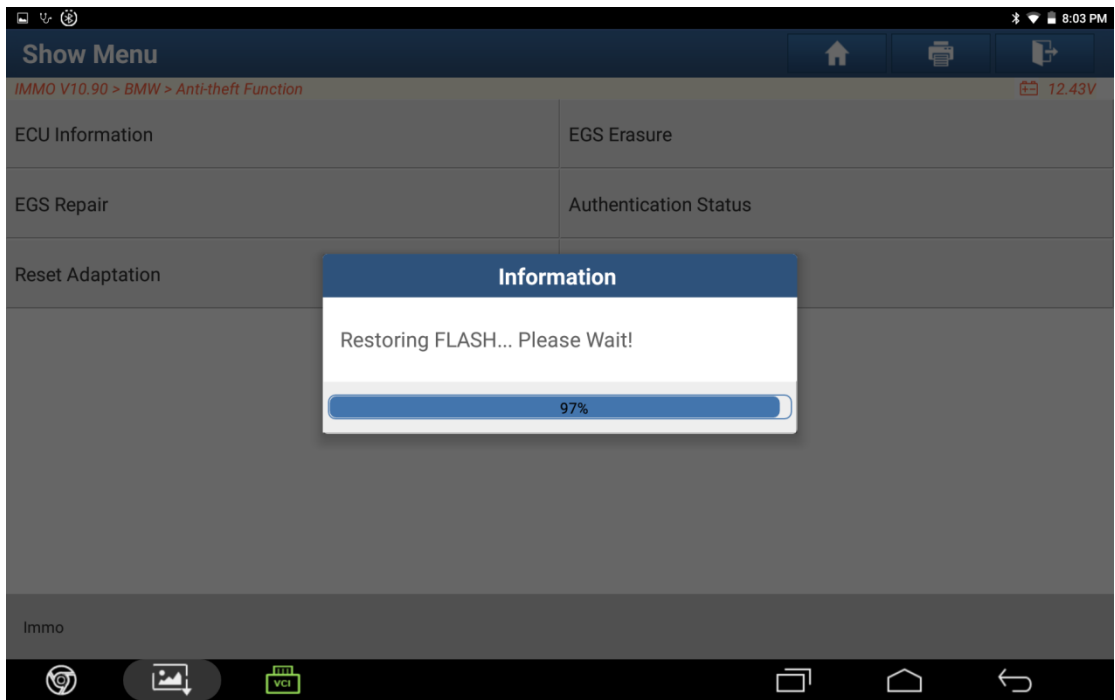 8:03 PM
Show Menu
IMMO V10.90 > BMW > Anti-theft Function
12.43V
ECU Information
EGS Erasure
EGS Repair
Authentication Status
Reset Adaptation
Information
Restoring FLASH... Please Wait!
97%
Immo
VCI